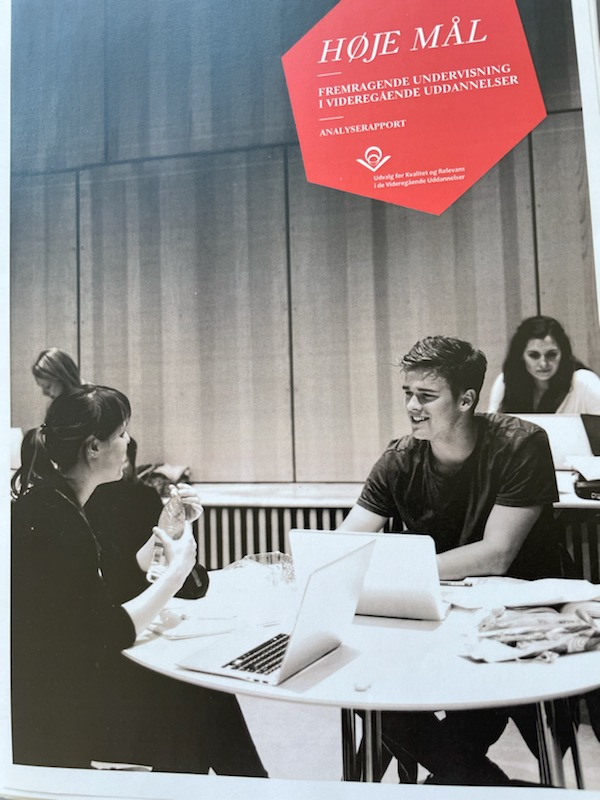 HØJE MÅL
FREMRAGENDE UNDERVISNING
I VIDEREGÅENDE UDDANNELSER
ANALYSERAPPORT
Udvalg for Kvalitet og Relevans
i de Videregående Uddannelser